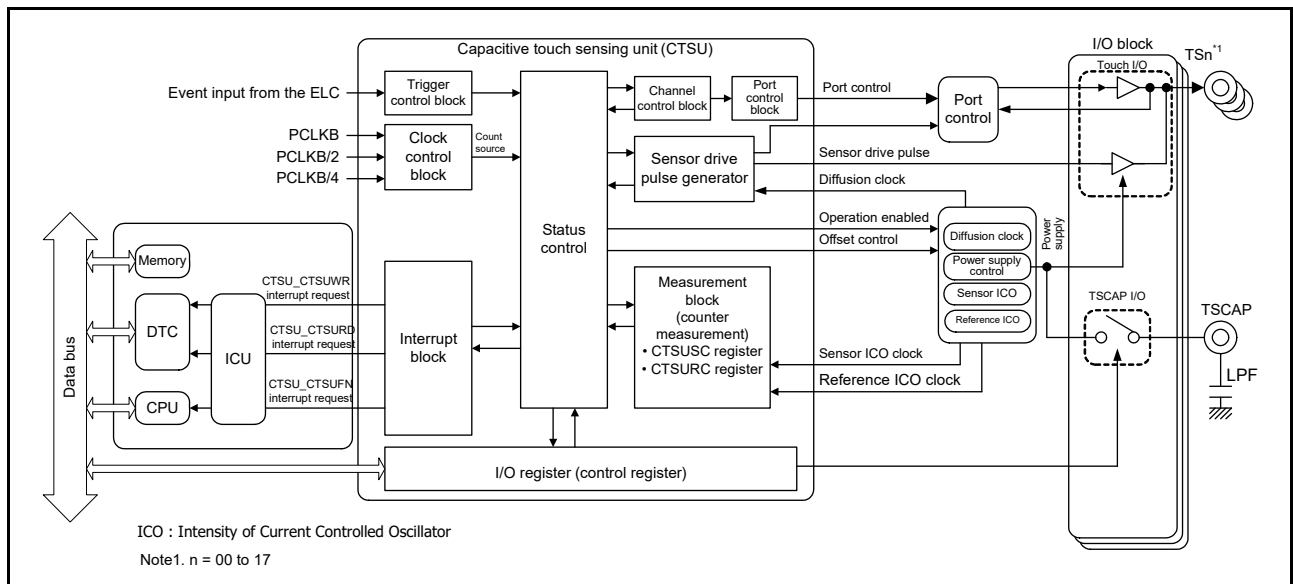 Capacitive touch sensing unit (CTSU)
I/O block
TSn*1
Touch I/O
Event input from the ELC
Trigger
control block
Channel
control block
Port
control
block
Port control
Port
control
PCLKB
PCLKB/2
PCLKB/4
Clock
control
block
Count
source
Sensor drive
pulse generator
Sensor drive pulse
Diffusion clock
Status
control
Operation enabled
Offset control
Diffusion clock
Power supply
control
Sensor ICO
Reference ICO
Power
supply
Data bus
Memory
DTC
CPU
ICU
CTSU_CTSUWR
interrupt request
CTSU_CTSURD
interrupt request
CTSU_CTSUFN
interrupt request
Interrupt
block
Measurement
block
(counter
measurement)
• CTSUSC register
• CTSURC register
Sensor ICO clock
Reference ICO clock
TSCAP I/O
TSCAP
LPF
I/O register (control register)
ICO : Intensity of Current Controlled Oscillator
Note1. n = 00 to 17